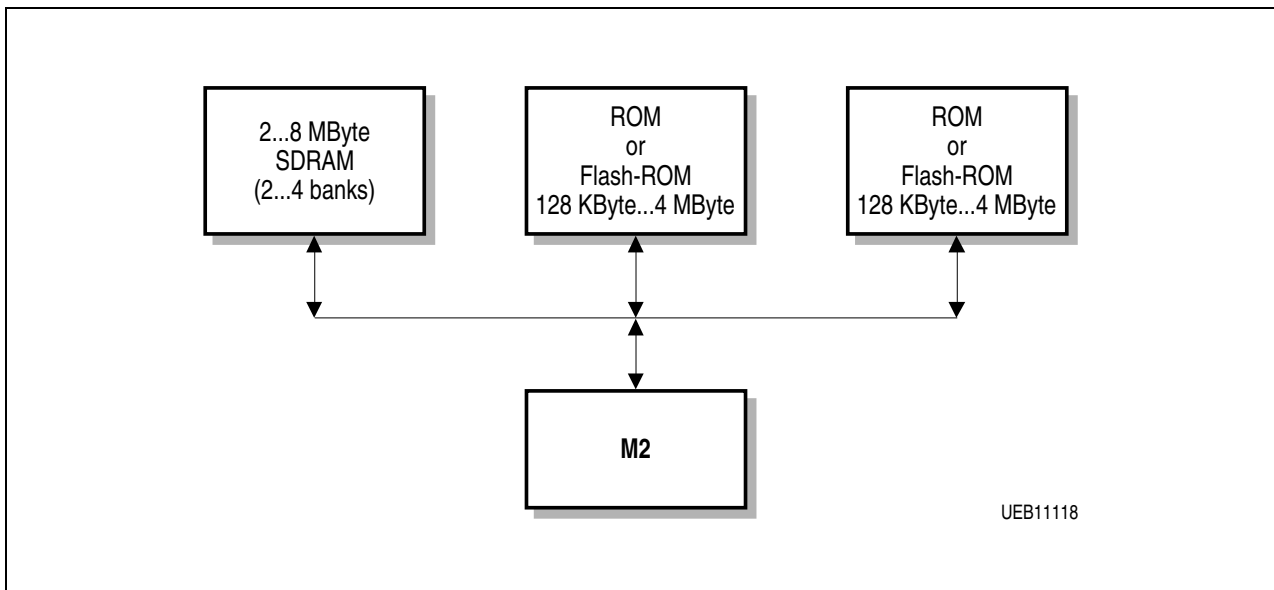 2...8 MByte
SDRAM
(2...4 banks)
ROM
or
Flash-ROM
128 KByte...4 MByte
ROM
or
Flash-ROM
128 KByte...4 MByte
M2
UEB11118